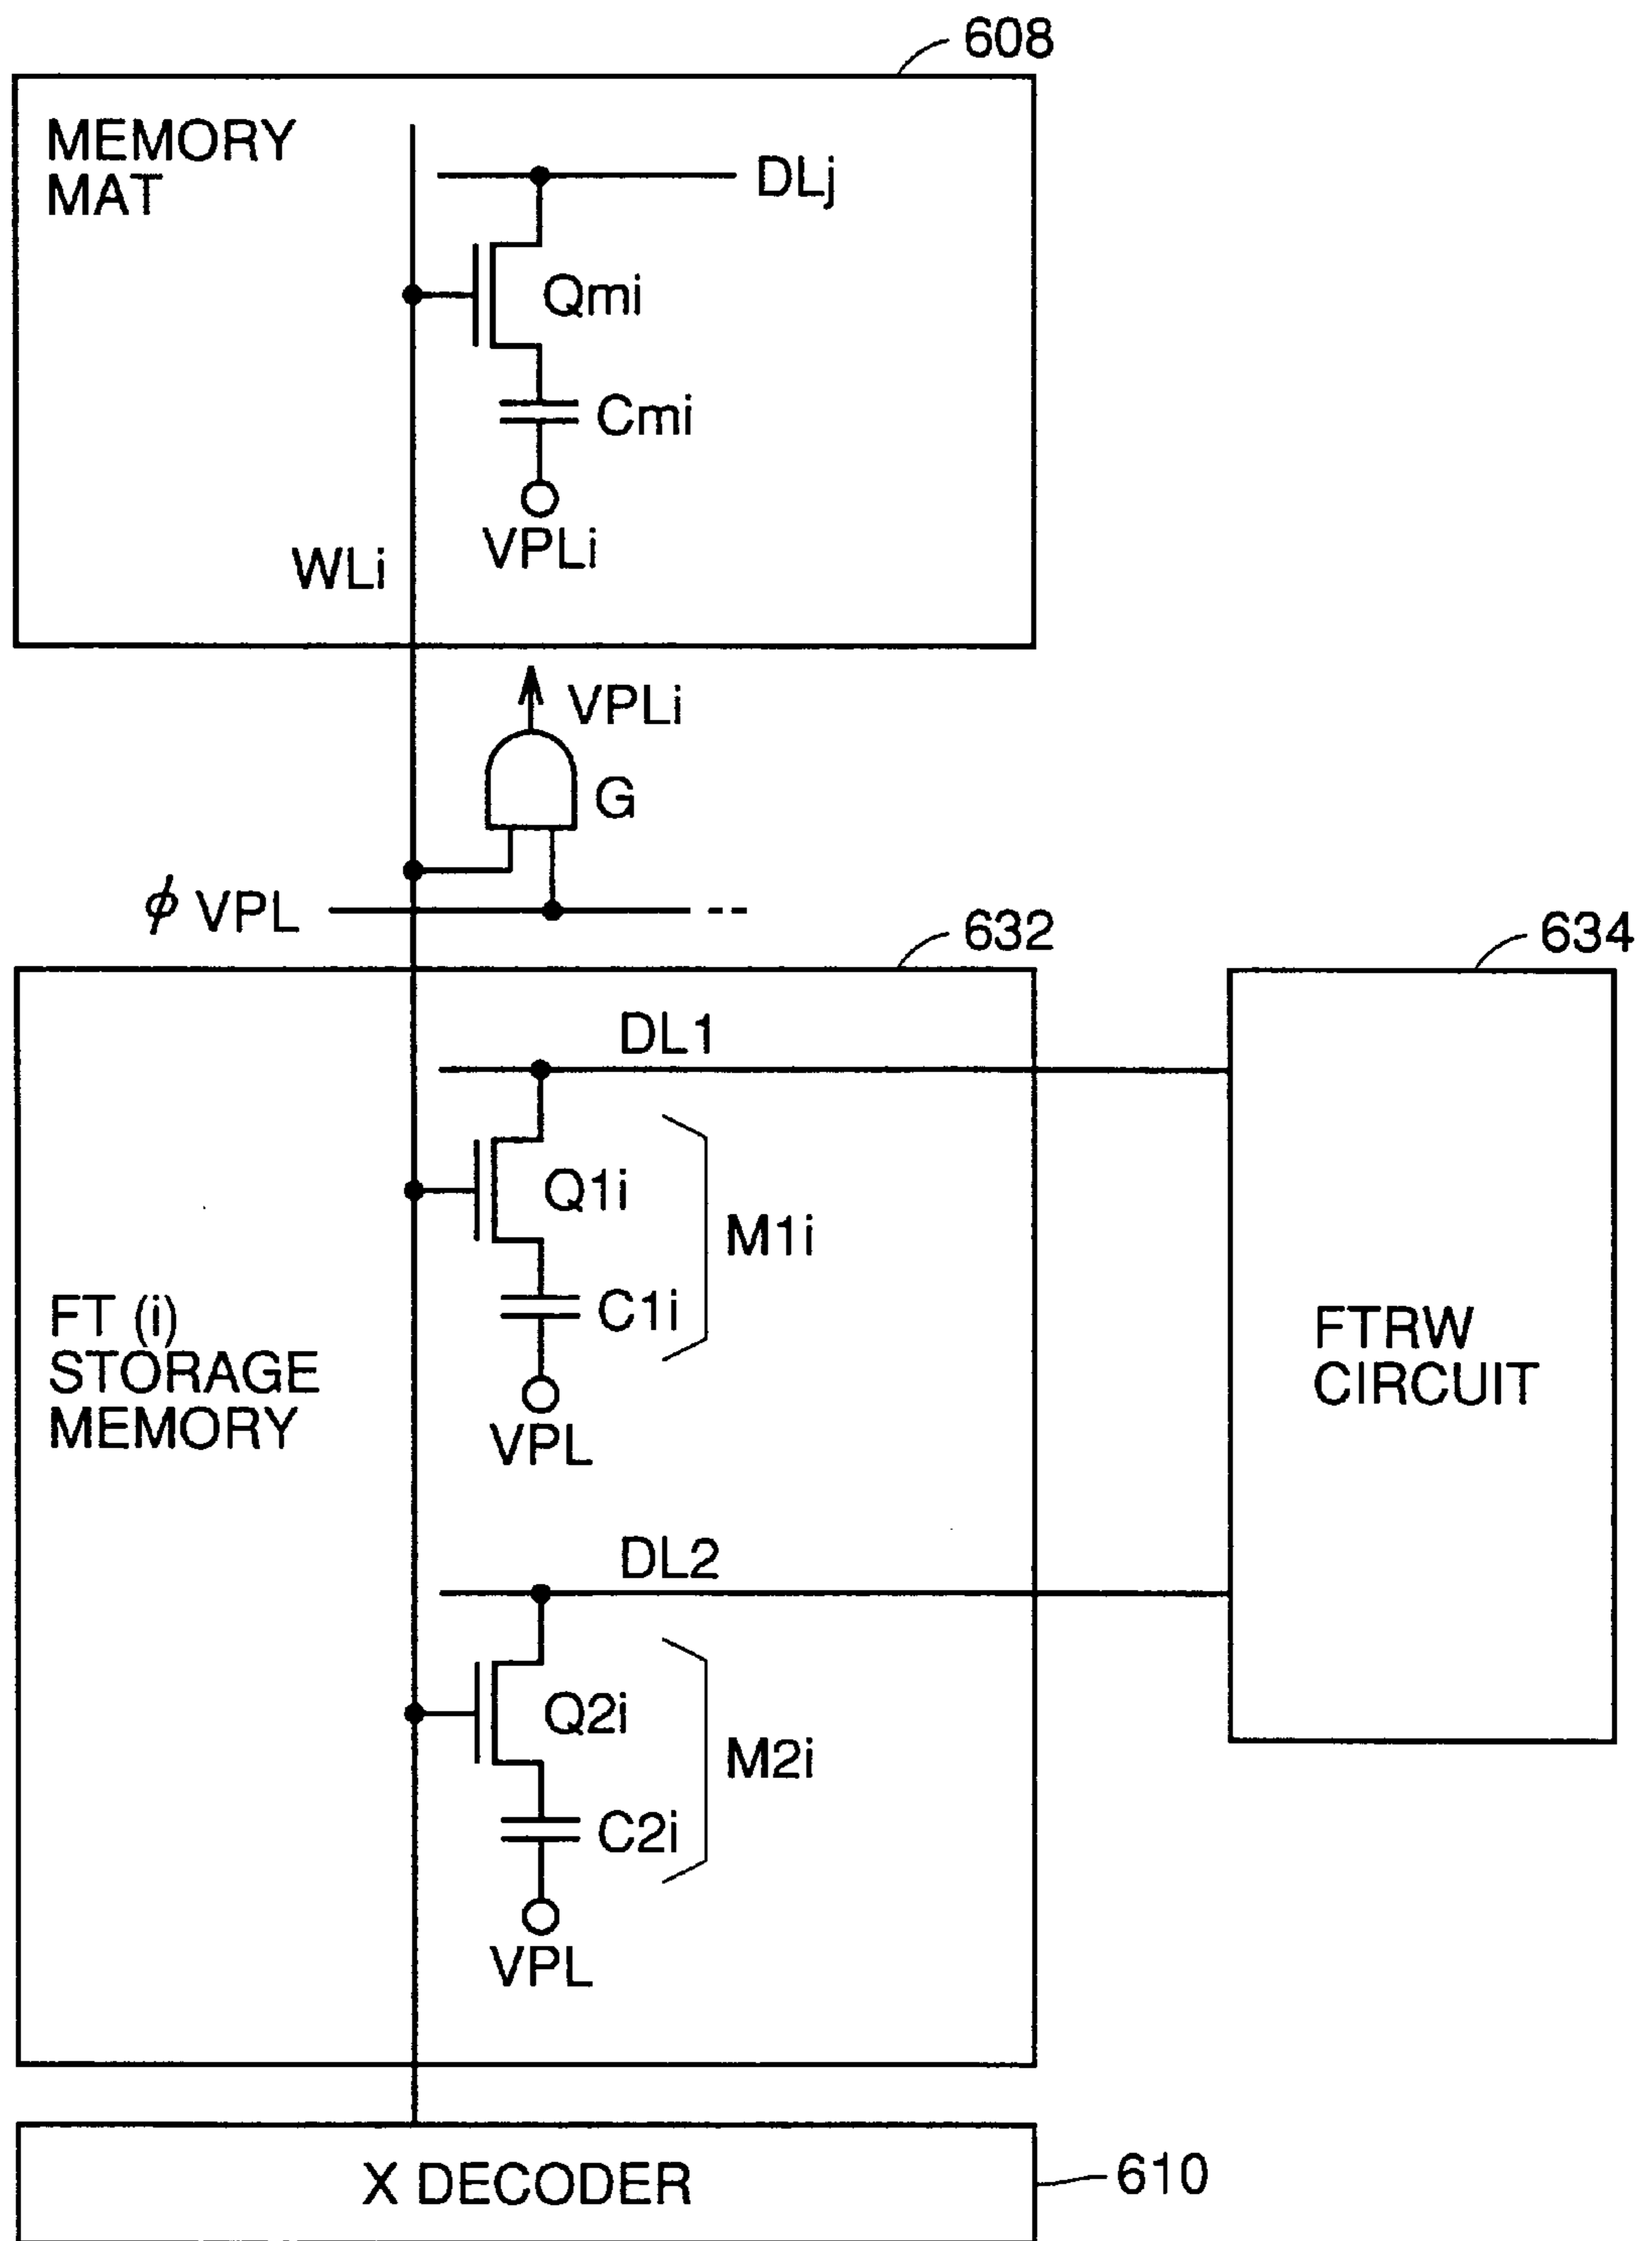 608
MEMORY
MAT
DLj
Qmi
Cmi
VPLi
WLi
VPLi
G
ϕ VPL
632
634
DL1
Q1i
M1i
C1i
VPL
FT (i)
STORAGE
MEMORY
FTRW
CIRCUIT
DL2
Q2i
M2i
C2i
VPL
X DECODER
610